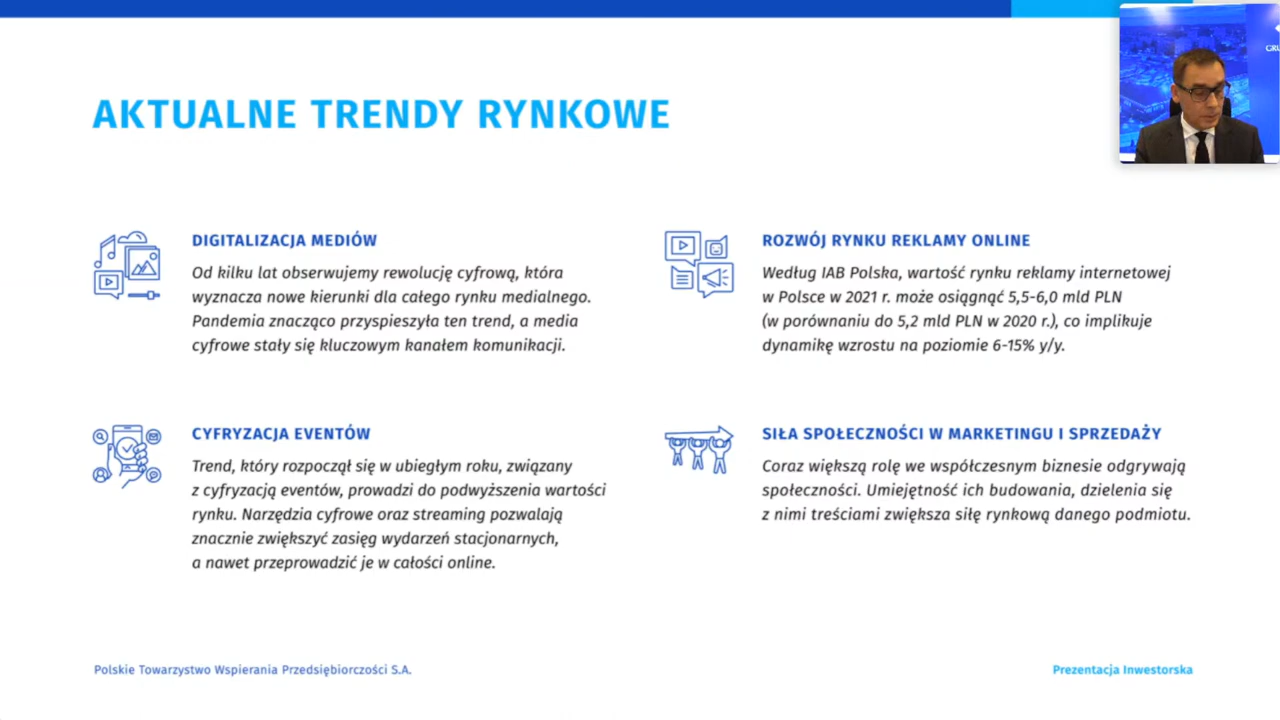 AKTUALNE TRENDY RYNKOWE
DIGITALIZACJA MEDIÓW
Od kilku lat obserwujemy rewolucję cyfrową, która
wyznacza nowe kierunki dla całego rynku medialnego.
Pandemia znacząco przyspieszyła ten trend, a media
cyfrowe stały się kluczowym kanałem komunikacji.
ROZWÓJ RYNKU REKLAMY ONLINE
Według IAB Polska, wartość rynku reklamy internetowej
w Polsce w 2021 r. może osiągnąć 5,5-6,0 mld PLN
(w porównaniu do 5,2 mld PLN w 2020 r.), co implikuje
dynamikę wzrostu na poziomie 6-15% y/y.
CYFRYZACJA EVENTÓW
Trend, który rozpoczął się w ubiegłym roku, związany
z cyfryzacją eventów, prowadzi do podwyższenia wartości
rynku. Narzędzia cyfrowe oraz streaming pozwalają
znacznie zwiększyć zasięg wydarzeń stacjonarnych,
a nawet przeprowadzić je w całości online.
SIŁA SPOŁECZNOŚCI W MARKETINGU I SPRZEDAŻY
Coraz większą rolę we współczesnym biznesie odgrywają
społeczności. Umiejętność ich budowania, dzielenia się
z nimi treściami zwiększa siłę rynkową danego podmiotu.
Polskie Towarzystwo Wspierania Przedsiębiorczości S.A.
Prezentacja Inwestorska